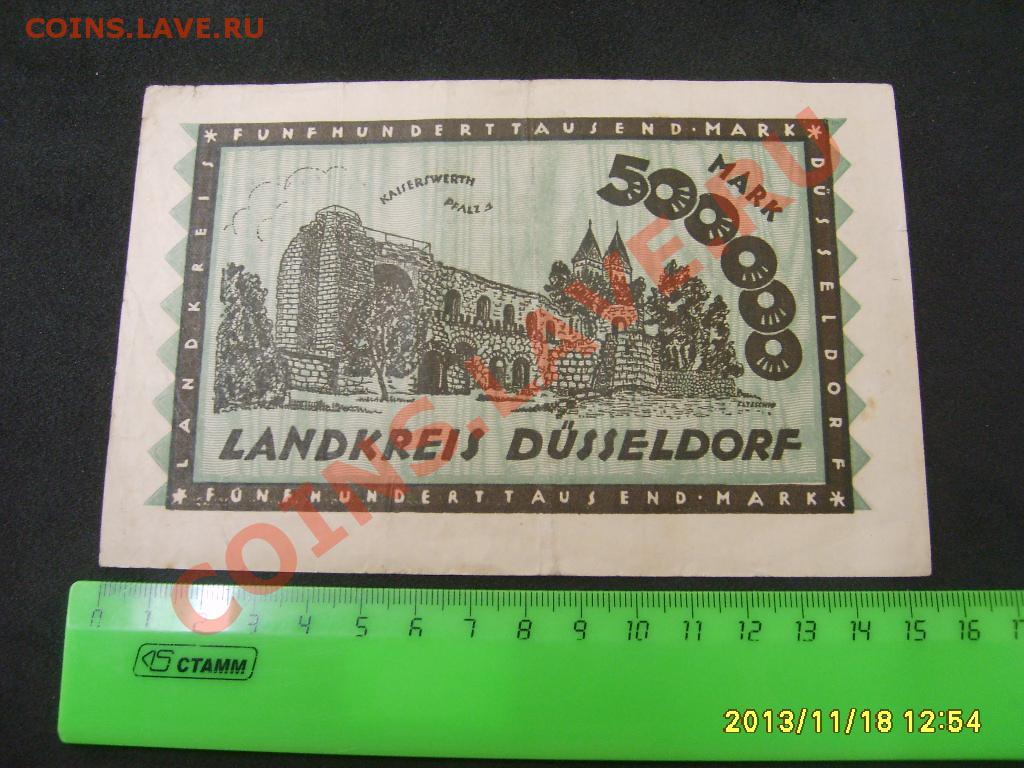 COINS.LAVE.RU
FUNFHUNDERTTAUSEND·MARK
LANDKREIS
DÜSSELDORF
KAISERSWERTH
PFALZ
500000
MARK
LANDKREIS DÜSSELDORF
FÜNFHUNDERTTAUSEND·MARK
COINS.LAVE.RU
0 1 2 3 4 5 6 7 8 9 10 11 12 13 14 15 16 17
СТАММ
2013/11/18 12:54